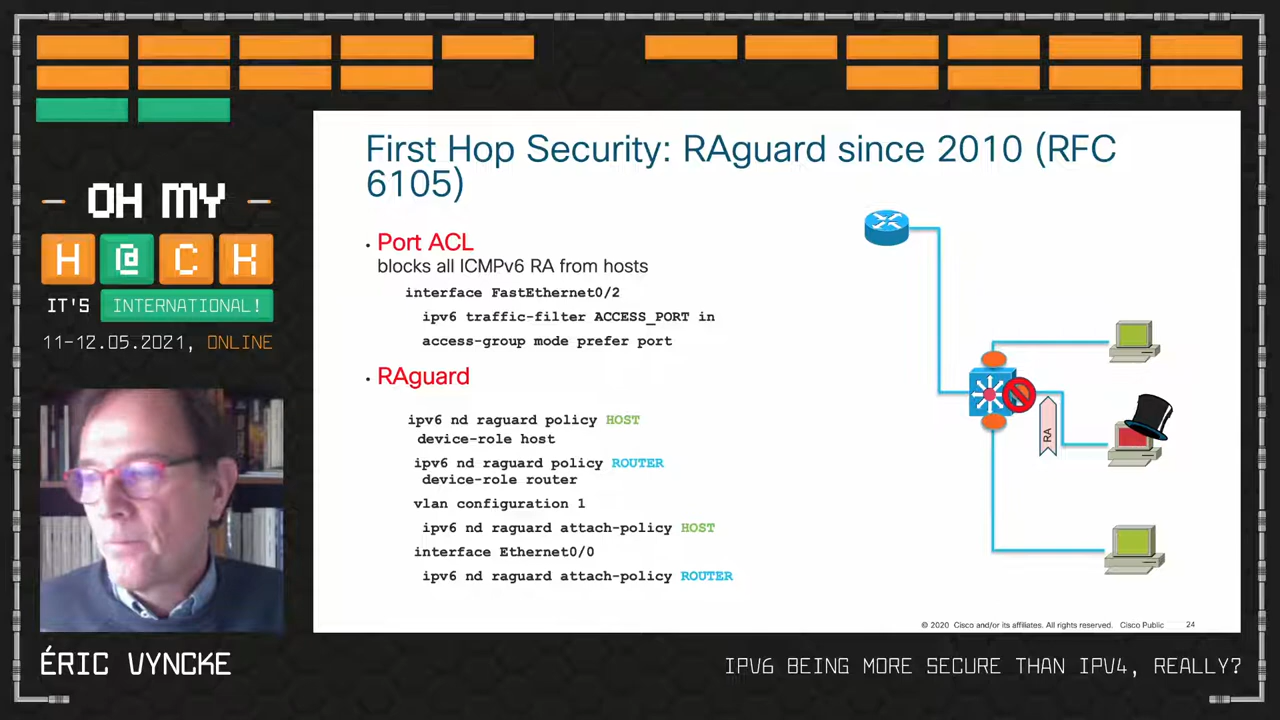 OH MY
H@CK
IT'S INTERNATIONAL!
11-12.05.2021, ONLINE
First Hop Security: RAguard since 2010 (RFC
6105)
• Port ACL
blocks all ICMPv6 RA from hosts
interface FastEthernet0/2
ipv6 traffic-filter ACCESS_PORT in
access-group mode prefer port
• RAguard
ipv6 nd raguard policy HOST
device-role host
ipv6 nd raguard policy ROUTER
device-role router
vlan configuration 1
ipv6 nd raguard attach-policy HOST
interface Ethernet0/0
ipv6 nd raguard attach-policy ROUTER
RA
© 2020 Cisco and/or its affiliates. All rights reserved. Cisco Public 24
ÉRIC VYNCKE
IPV6 BEING MORE SECURE THAN IPV4, REALLY?